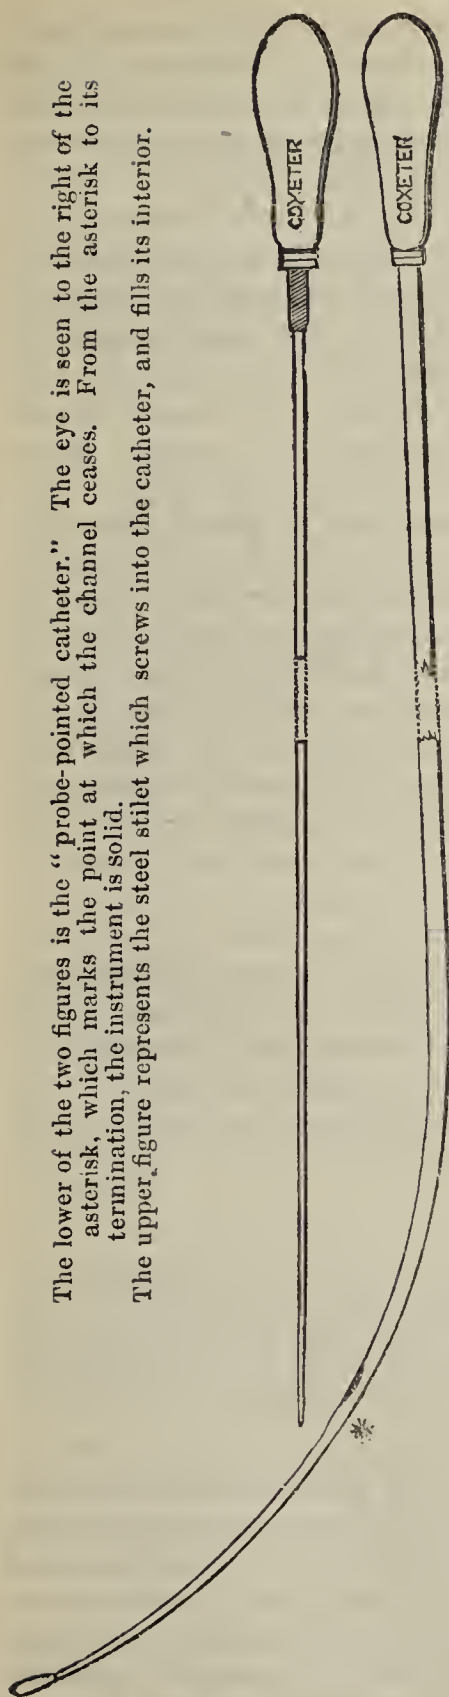 The lower of the two figures is the “probe-pointed catheter.” The eye is seen to the right of the
asterisk, which marks the point at which the channel ceases. From the asterisk to its
termination, the instrument is solid.
The upper figure represents the steel stilet which screws into the catheter, and fills its interior.
COXETER
COXETER
*